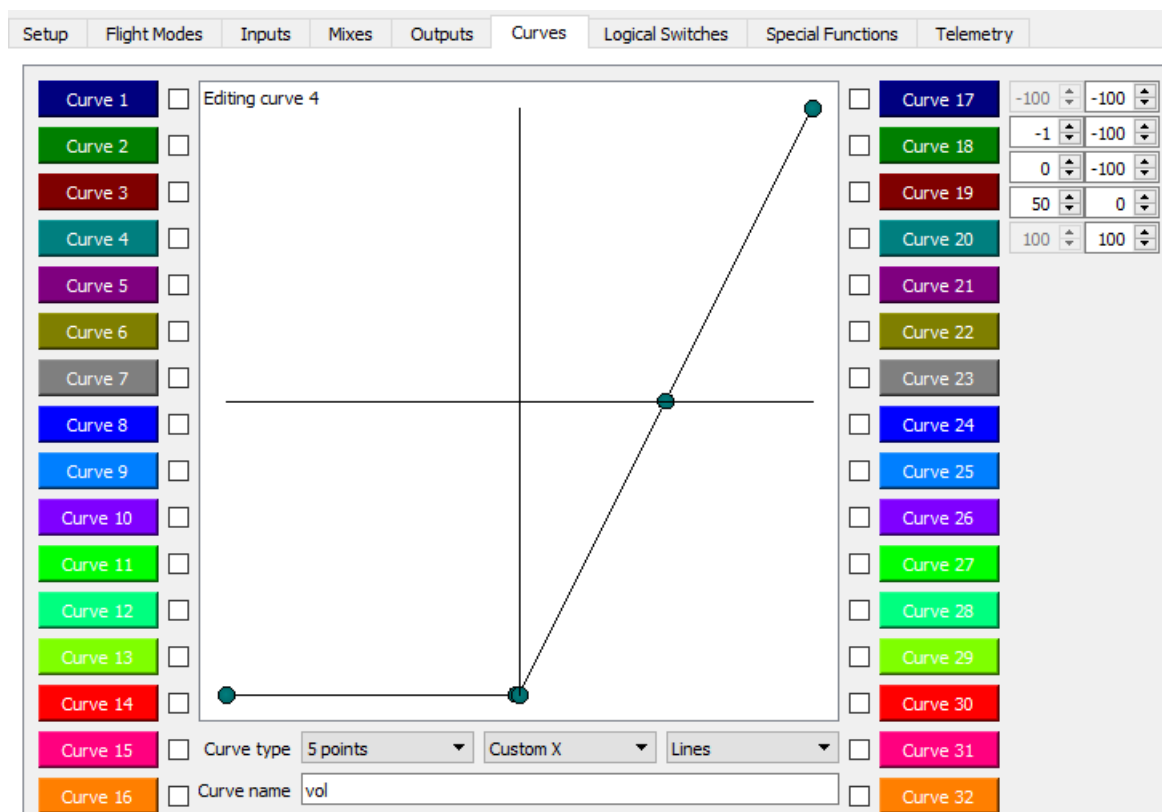 Setup Flight Modes Inputs Mixes Outputs Curves Logical Switches Special Functions Telemetry
Editing curve 4
Curve 1 Curve 17 -100 -100
Curve 2 Curve 18 -1 -100
Curve 3 Curve 19 0 -100
Curve 4 Curve 20 50 0
100 100
Curve 5 Curve 21
Curve 6 Curve 22
Curve 7 Curve 23
Curve 8 Curve 24
Curve 9 Curve 25
Curve 10 Curve 26
Curve 11 Curve 27
Curve 12 Curve 28
Curve 13 Curve 29
Curve 14 Curve 30
Curve 15 Curve type 5 points Custom X Lines Curve 31
Curve 16 Curve name vol Curve 32